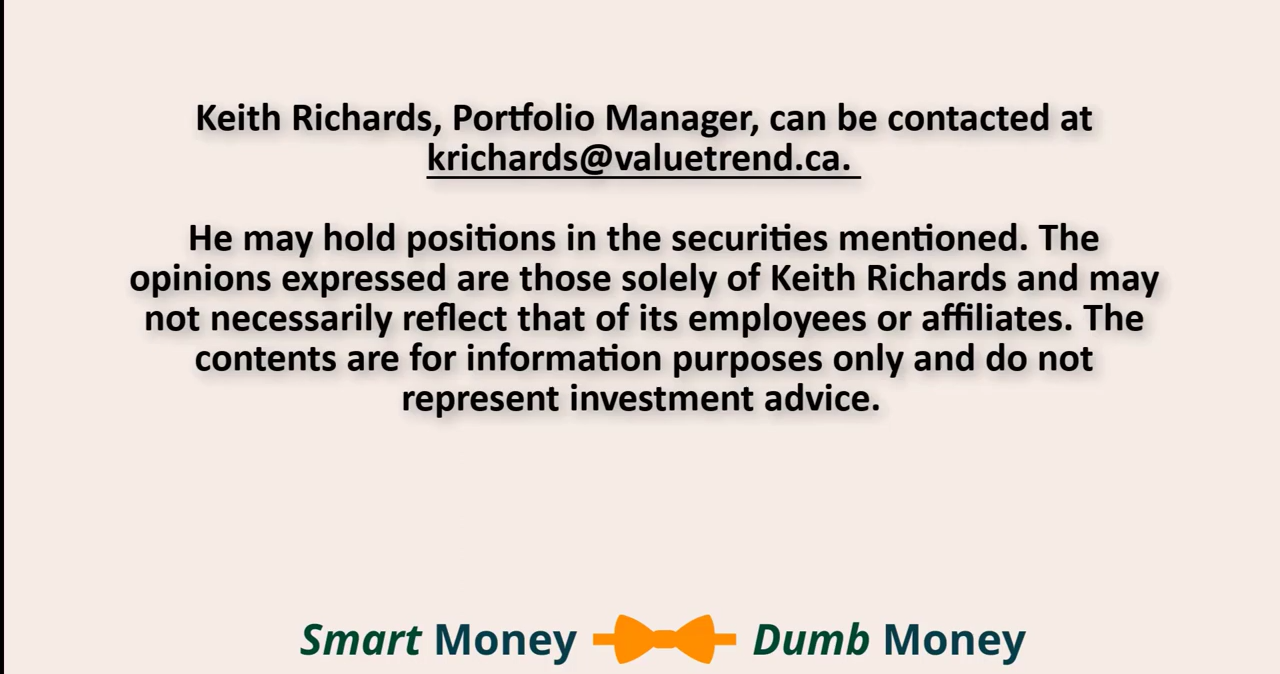 Keith Richards, Portfolio Manager, can be contacted at
krichards@valuetrend.ca.
He may hold positions in the securities mentioned. The
opinions expressed are those solely of Keith Richards and may
not necessarily reflect that of its employees or affiliates. The
contents are for information purposes only and do not
represent investment advice.
Smart Money Dumb Money